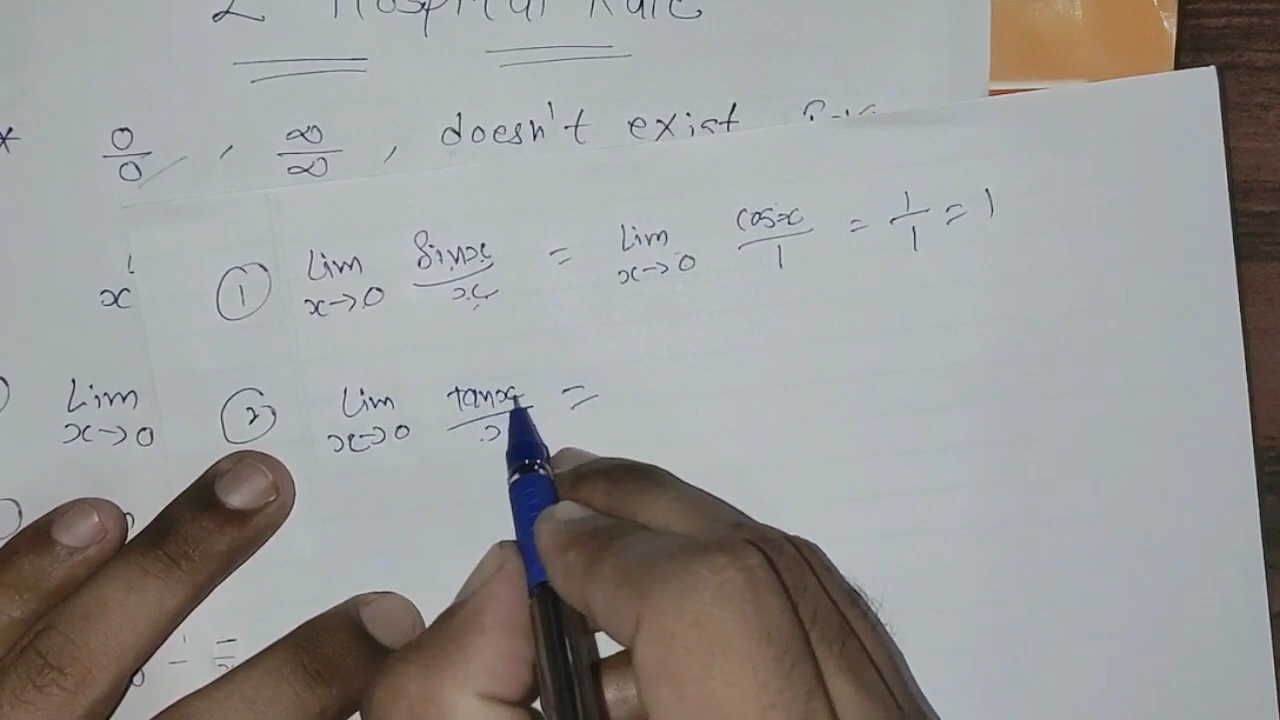 L' Hospital Rule
* 0/0 , ∞/∞ , doesn't exist
x ① Lim x→0 Sinx/x = Lim x→0 cosx/1 = 1/1 = 1
Lim x→0 ② Lim x→0 tanx/x =